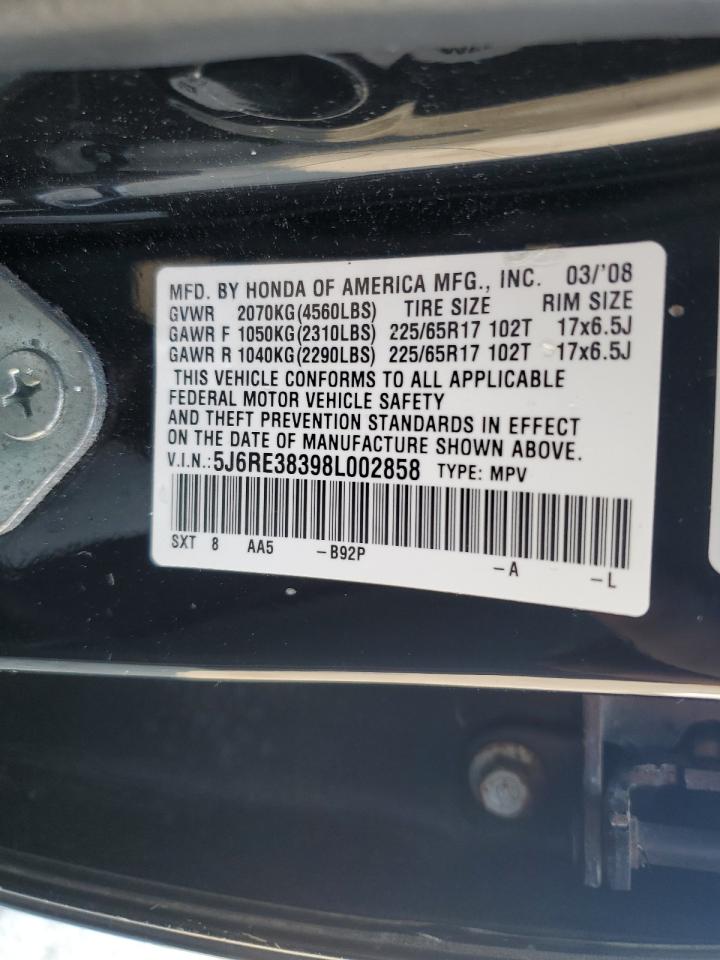 MFD. BY HONDA OF AMERICA MFG., INC. 03/'08
GVWR 2070KG(4560LBS) TIRE SIZE RIM SIZE
GAWR F 1050KG(2310LBS) 225/65R17 102T 17x6.5J
GAWR R 1040KG(2290LBS) 225/65R17 102T 17x6.5J
THIS VEHICLE CONFORMS TO ALL APPLICABLE
FEDERAL MOTOR VEHICLE SAFETY
AND THEFT PREVENTION STANDARDS IN EFFECT
ON THE DATE OF MANUFACTURE SHOWN ABOVE.
V.I.N.:5J6RE38398L002858 TYPE: MPV
SXT 8 AA5 -B92P -A -L